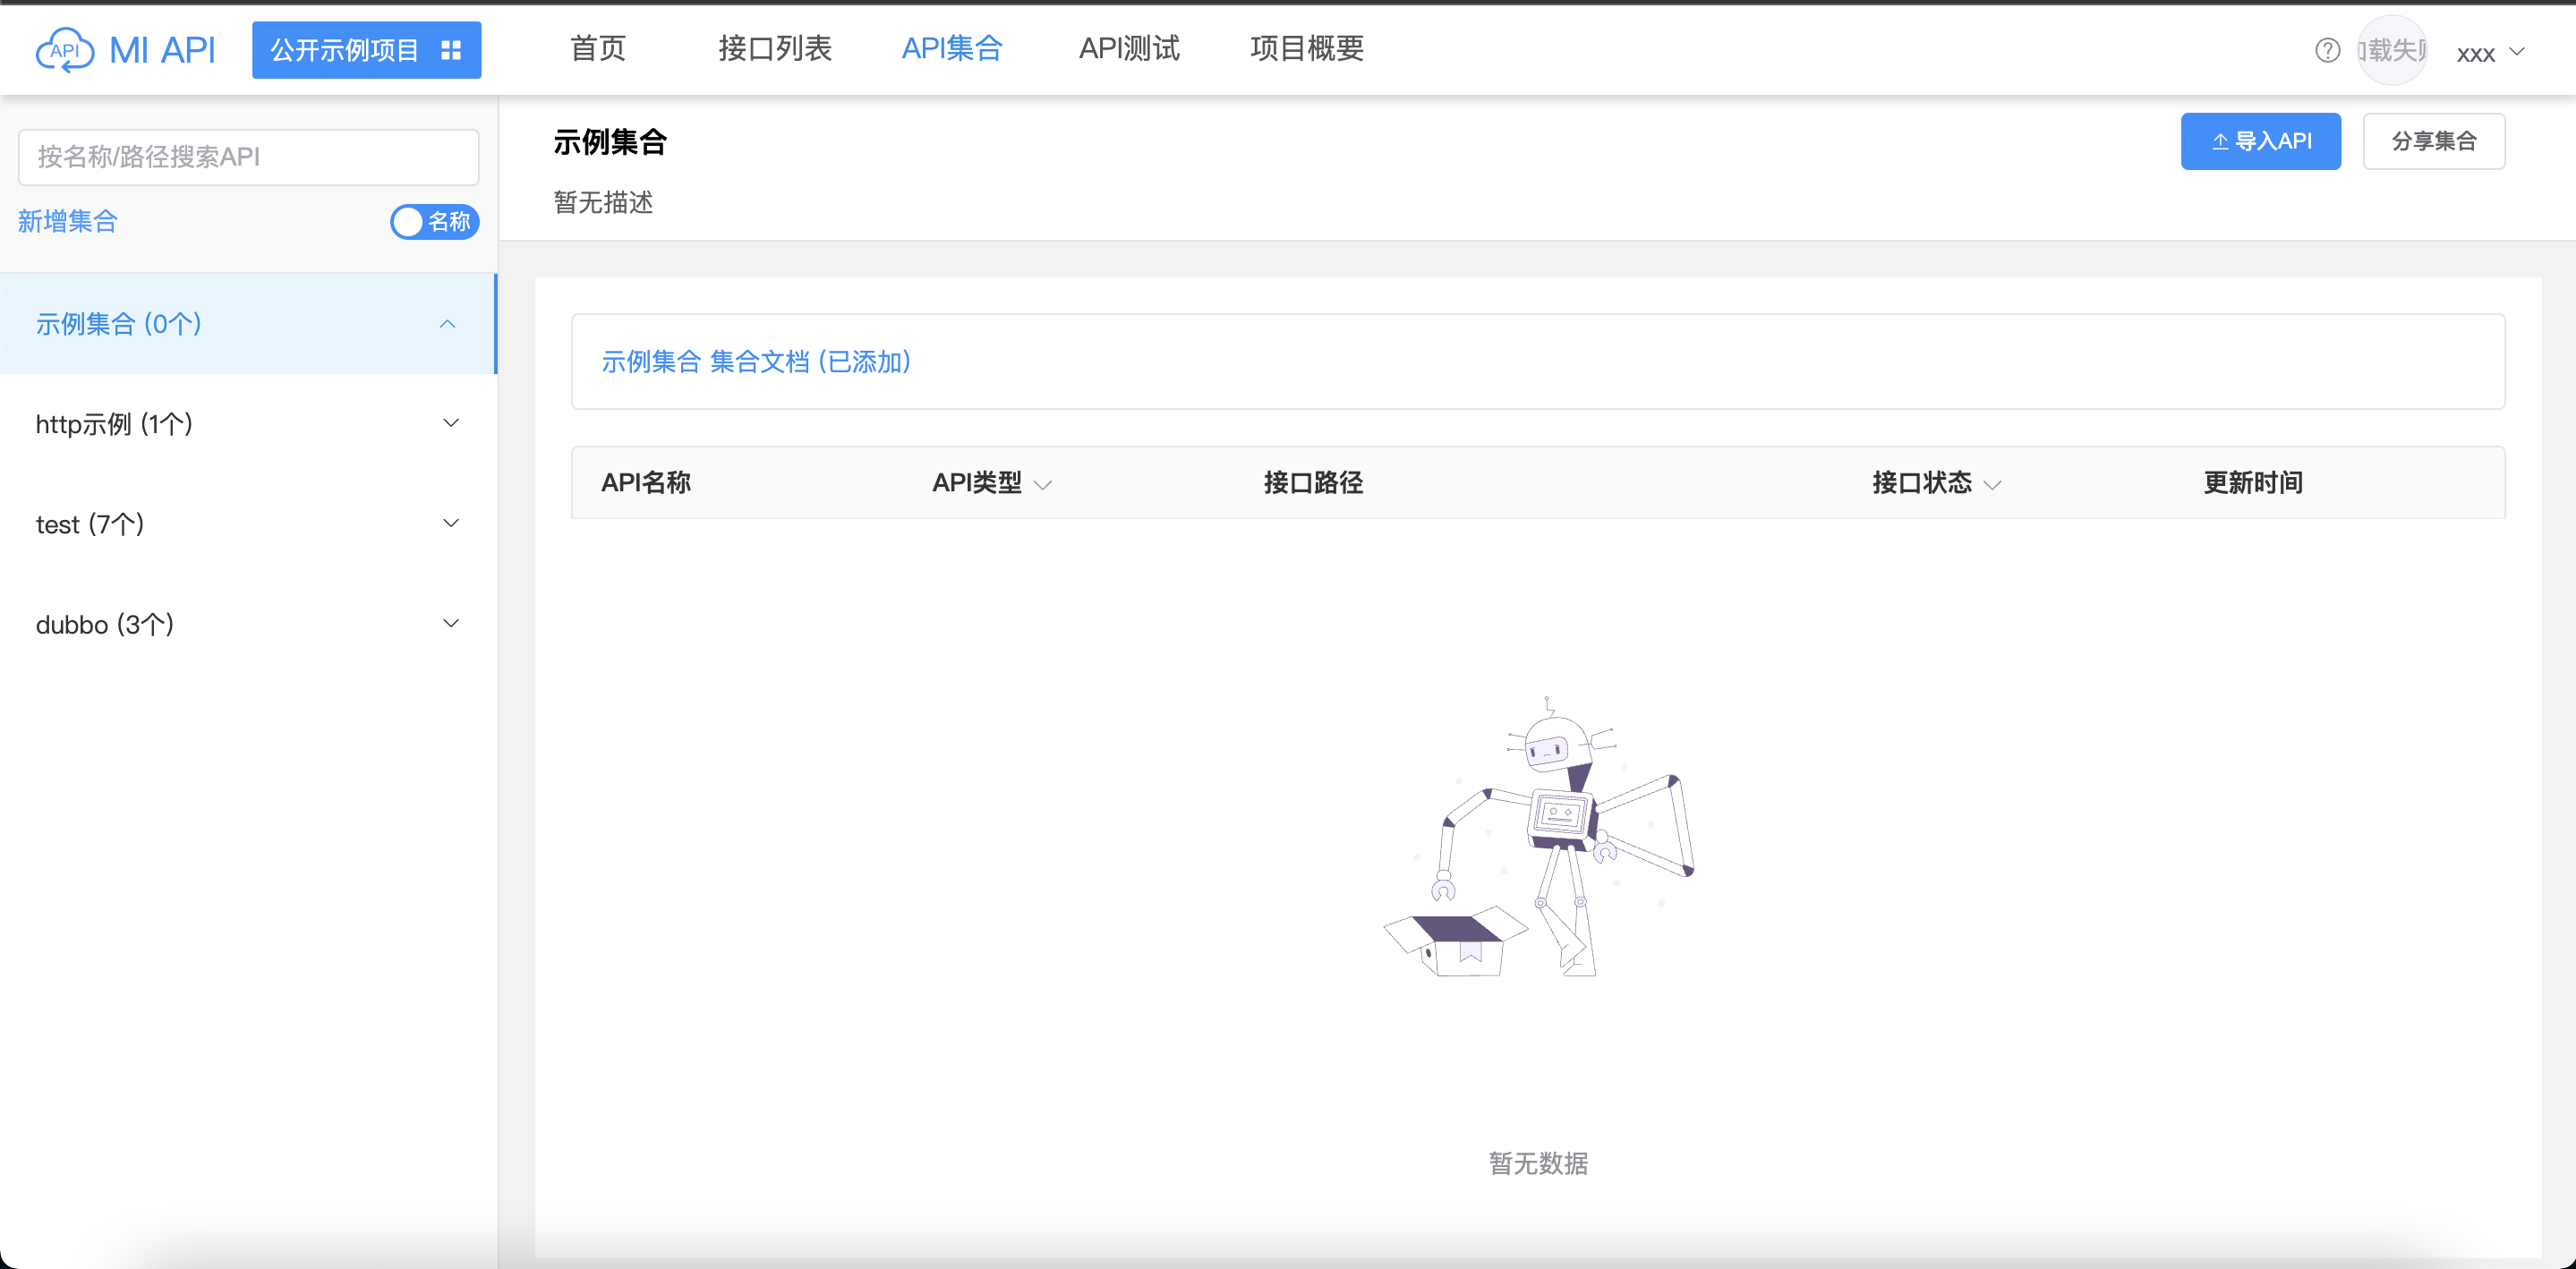 API MI API
公开示例项目
首页 接口列表 API集合 API测试 项目概要
xxx
按名称/路径搜索API
新增集合 名称
示例集合 (0个)
http示例 (1个)
test (7个)
dubbo (3个)
示例集合
暂无描述
导入API 分享集合
示例集合 集合文档 (已添加)
API名称 API类型 接口路径 接口状态 更新时间
暂无数据